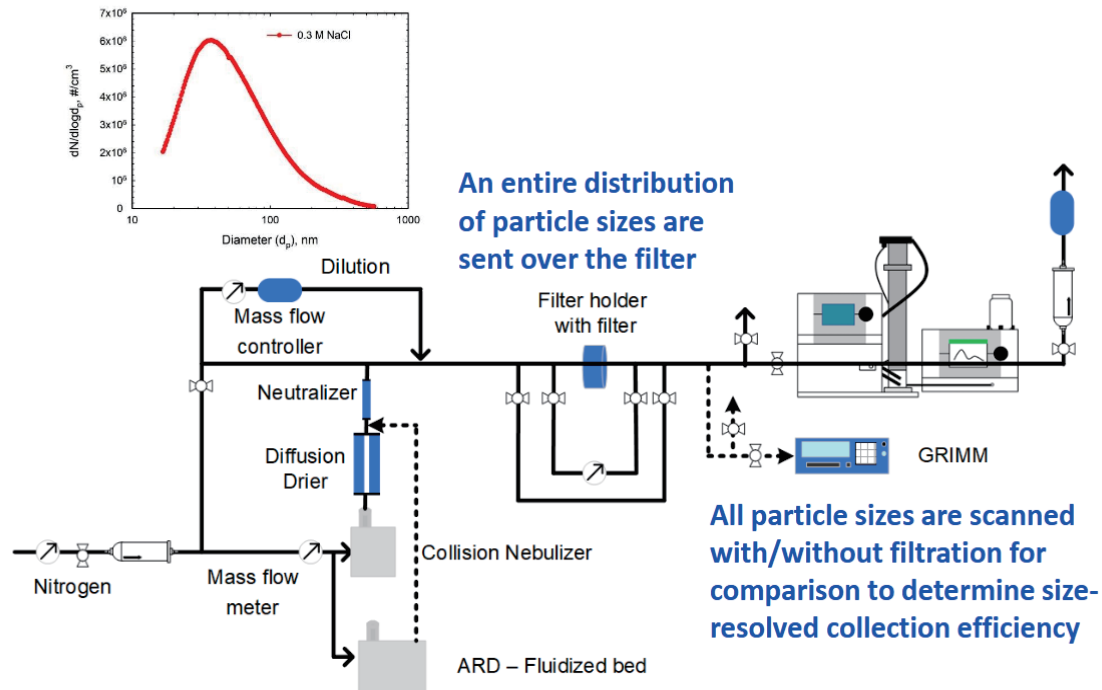 7x10⁶
6x10⁶
5x10⁶
4x10⁶
3x10⁶
2x10⁶
10⁶
0
dN/dlogdₚ, #/cm³
0.3 M NaCl
10
100
1000
Diameter (dₚ), nm
An entire distribution
of particle sizes are
sent over the filter
Dilution
Mass flow
controller
Filter holder
with filter
Neutralizer
Diffusion
Drier
GRIMM
Collision Nebulizer
Nitrogen
Mass flow
meter
ARD – Fluidized bed
All particle sizes are scanned
with/without filtration for
comparison to determine size-
resolved collection efficiency